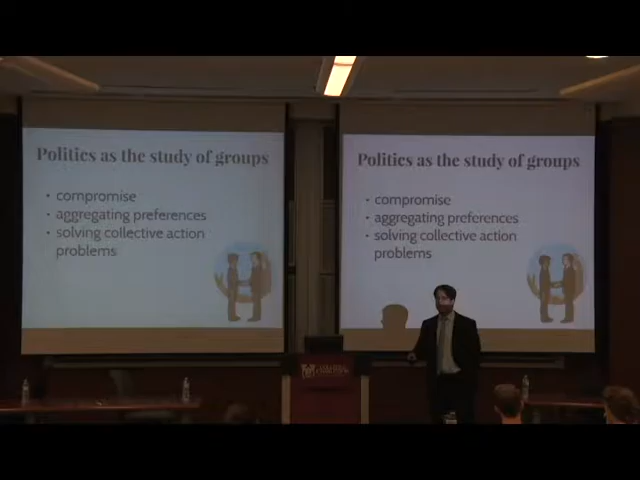 Politics as the study of groups
• compromise
• aggregating preferences
• solving collective action
problems
Politics as the study of groups
• compromise
• aggregating preferences
• solving collective action
problems